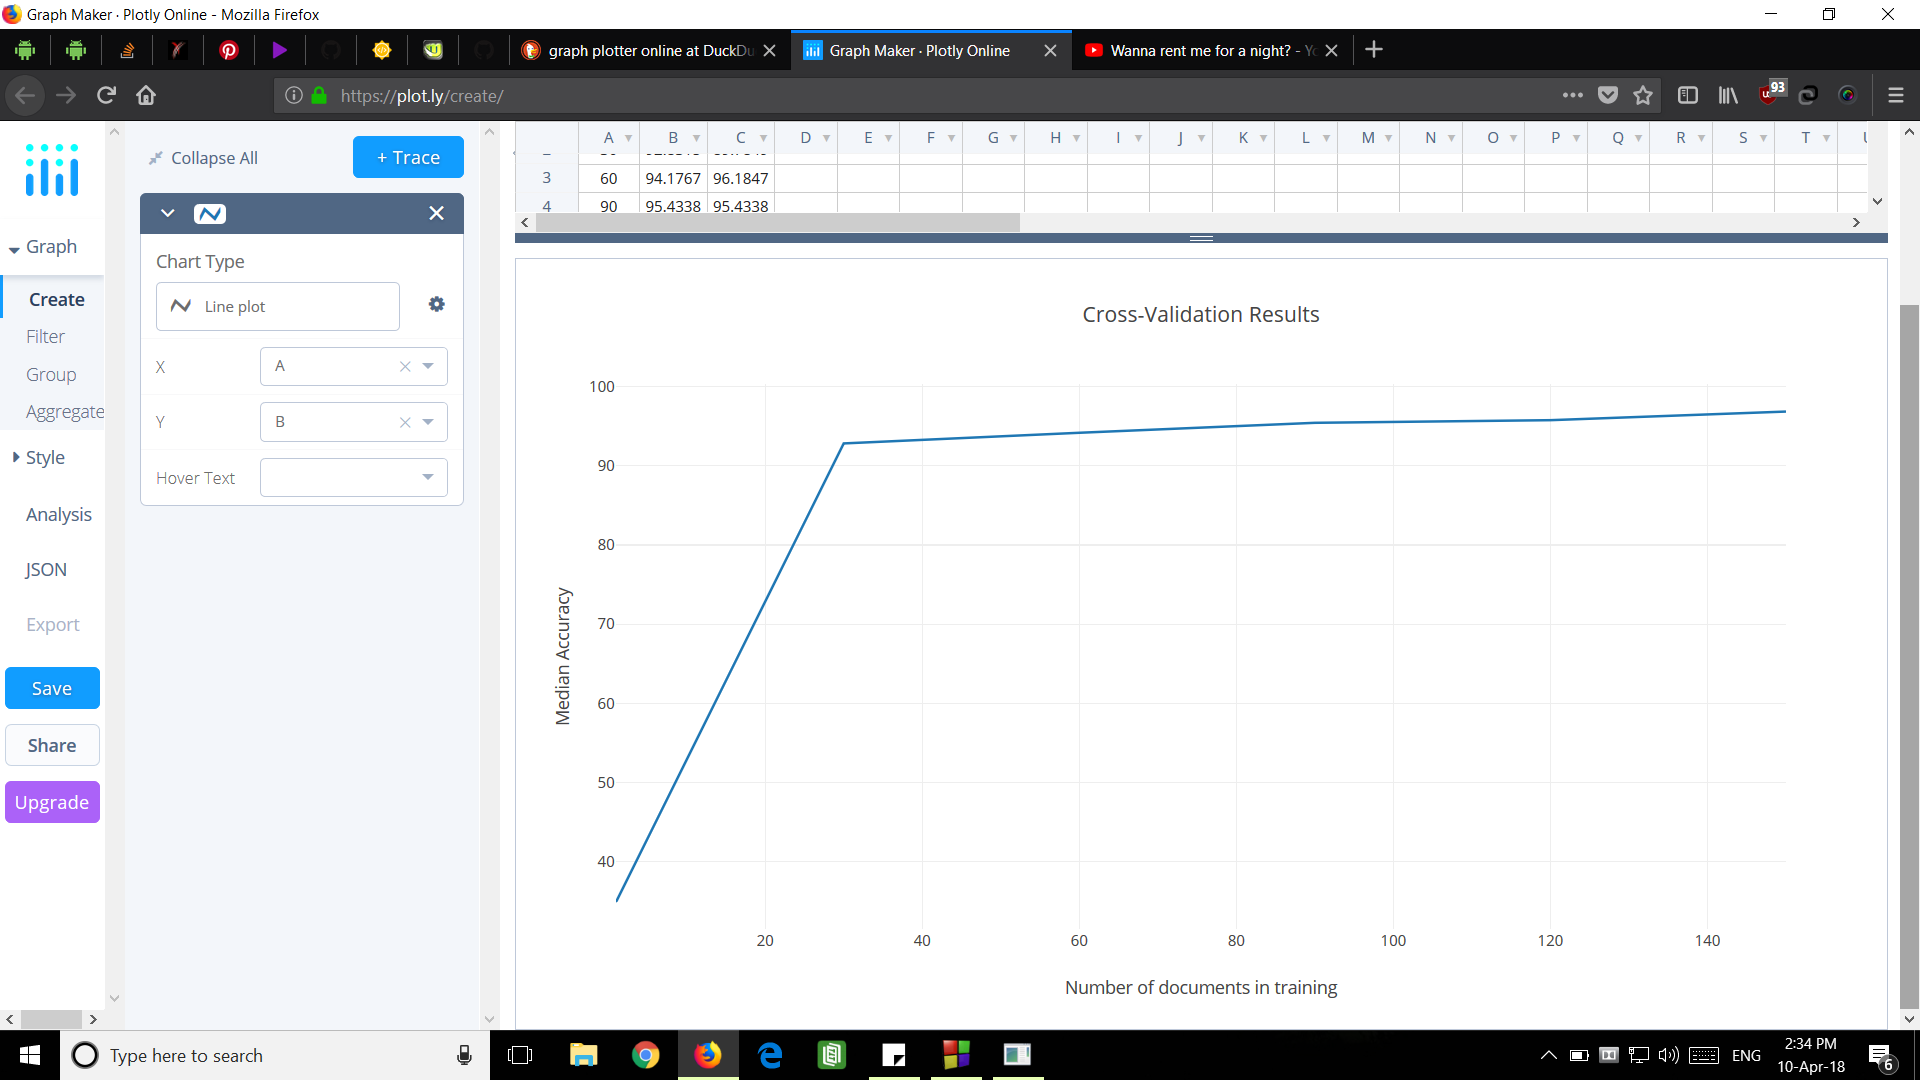 Graph Maker · Plotly Online - Mozilla Firefox
graph plotter online at DuckDu
Graph Maker · Plotly Online
Wanna rent me for a night? - Yo
https://plot.ly/create/
93
Collapse All
+ Trace
A B C D E F G H I J K L M N O P Q R S T
3 60 94.1767 96.1847
4 90 95.4338 95.4338
Graph
Create
Filter
Group
Aggregate
Style
Analysis
JSON
Export
Save
Share
Upgrade
Chart Type
Line plot
X A
Y B
Hover Text
Cross-Validation Results
100
90
80
70
60
50
40
Median Accuracy
20 40 60 80 100 120 140
Number of documents in training
Type here to search
ENG
2:34 PM
10-Apr-18
6